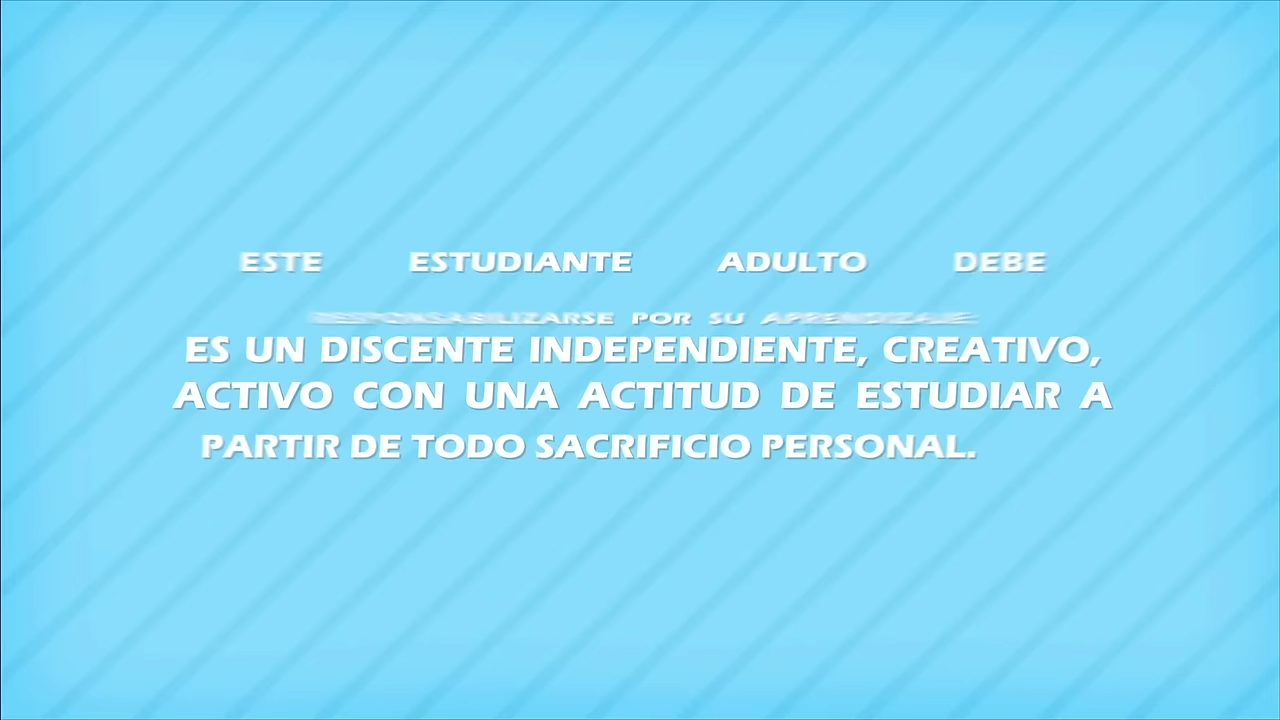 ESTE ESTUDIANTE ADULTO DEBE
RESPONSABILIZARSE POR SU APRENDIZAJE:
ES UN DISCENTE INDEPENDIENTE, CREATIVO,
ACTIVO CON UNA ACTITUD DE ESTUDIAR A
PARTIR DE TODO SACRIFICIO PERSONAL.